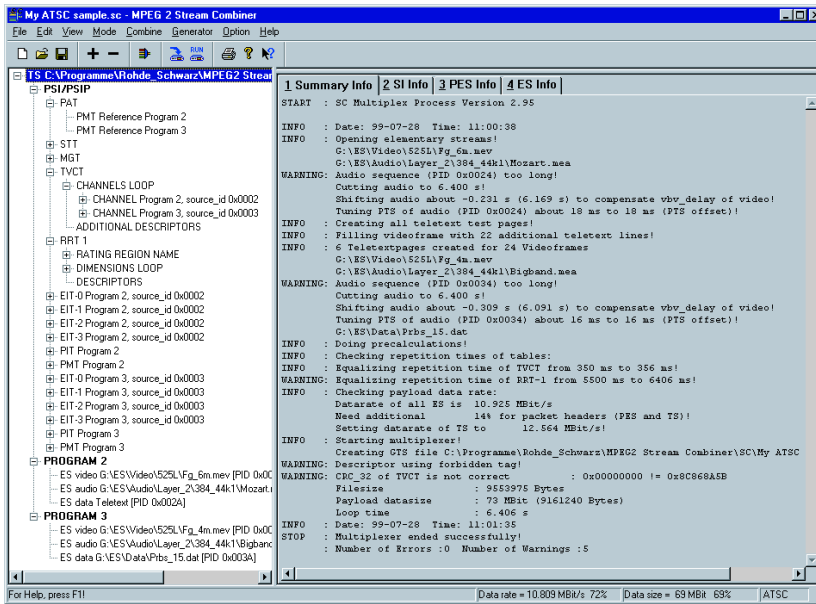 My ATSC sample.sc - MPEG 2 Stream Combiner
File Edit View Mode Combine Generator Option Help
RUN
TS C:\Programme\Rohde_Schwarz\MPEG2 Strear
PSI/PSIP
PAT
PMT Reference Program 2
PMT Reference Program 3
STT
MGT
TVCT
CHANNELS LOOP
CHANNEL Program 2, source_id 0x0002
CHANNEL Program 3, source_id 0x0003
ADDITIONAL DESCRIPTORS
RRT 1
RATING REGION NAME
DIMENSIONS LOOP
DESCRIPTORS
EIT-0 Program 2, source_id 0x0002
EIT-1 Program 2, source_id 0x0002
EIT-2 Program 2, source_id 0x0002
EIT-3 Program 2, source_id 0x0002
PIT Program 2
PMT Program 2
EIT-0 Program 3, source_id 0x0003
EIT-1 Program 3, source_id 0x0003
EIT-2 Program 3, source_id 0x0003
EIT-3 Program 3, source_id 0x0003
PIT Program 3
PMT Program 3
PROGRAM 2
ES video G:\ES\Video\525L\Fg_6m.mev [PID 0x00
ES audio G:\ES\Audio\Layer_2\384_44k1\Mozart.r
ES data Teletext [PID 0x002A]
PROGRAM 3
ES video G:\ES\Video\525L\Fg_4m.mev [PID 0x00
ES audio G:\ES\Audio\Layer_2\384_44k1\Bigbanc
ES data G:\ES\Data\Prbs_15.dat [PID 0x003A]
1 Summary Info 2 SI Info 3 PES Info 4 ES Info
START : SC Multiplex Process Version 2.95
INFO : Date: 99-07-28 Time: 11:00:38
INFO : Opening elementary streams!
G:\ES\Video\525L\Fg_6m.mev
G:\ES\Audio\Layer_2\384_44k1\Mozart.mea
WARNING: Audio sequence (PID 0x0024) too long!
Cutting audio to 6.400 s!
Shifting audio about -0.231 s (6.169 s) to compensate vbv_delay of video!
Tuning PTS of audio (PID 0x0024) about 18 ms to 18 ms (PTS offset)!
INFO : Creating all teletext test pages!
INFO : Filling videoframe with 22 additional teletext lines!
INFO : 6 Teletextpages created for 24 Videoframes
G:\ES\Video\525L\Fg_4m.mev
G:\ES\Audio\Layer_2\384_44k1\Bigband.mea
WARNING: Audio sequence (PID 0x0034) too long!
Cutting audio to 6.400 s!
Shifting audio about -0.309 s (6.091 s) to compensate vbv_delay of video!
Tuning PTS of audio (PID 0x0034) about 16 ms to 16 ms (PTS offset)!
G:\ES\Data\Prbs_15.dat
INFO : Doing precalculations!
INFO : Checking repetition times of tables:
INFO : Equalizing repetition time of TVCT from 350 ms to 356 ms!
WARNING: Equalizing repetition time of RRT-1 from 5500 ms to 6406 ms!
INFO : Checking payload data rate:
Datarate of all ES is 10.925 MBit/s
Need additional 14% for packet headers (PES and TS)!
Setting datarate of TS to 12.564 MBit/s!
INFO : Starting multiplexer!
Creating GTS file C:\Programme\Rohde_Schwarz\MPEG2 Stream Combiner\SC\My ATSC
WARNING: Descriptor using forbidden tag!
WARNING: CRC_32 of TVCT is not correct : 0x00000000 != 0x8C868A5B
Filesize : 9553975 Bytes
Payload datasize : 73 MBit (9161240 Bytes)
Loop time : 6.406 s
INFO : Date: 99-07-28 Time: 11:01:35
STOP : Multiplexer ended successfully!
: Number of Errors :0 Number of Warnings :5
For Help, press F1! Data rate = 10.809 MBit/s 72% Data size = 69 MBit 69% ATSC